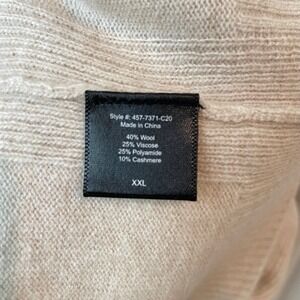 Style #: 457-7371-C20
Made in China
40% Wool
25% Viscose
25% Polyamide
10% Cashmere
XXL